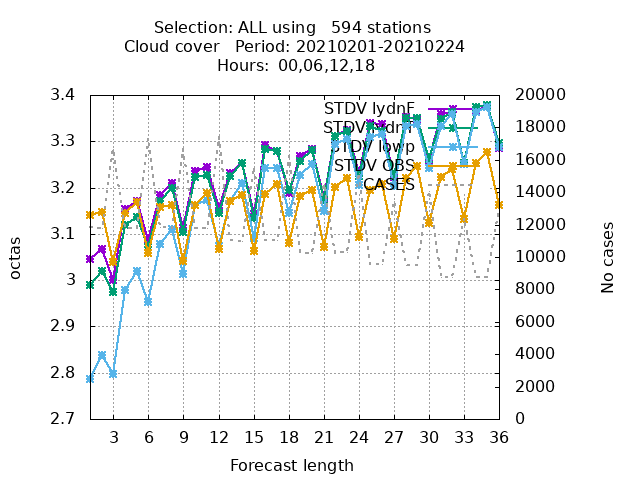 Selection: ALL using   594 stations
Cloud cover   Period: 20210201-20210224
Hours:  00,06,12,18
3.4
3.3
3.2
3.1
3
2.9
2.8
2.7
octas
STDV lydnF
STDV
STDV lowp
STDV OBS
CASES
20000
18000
16000
14000
12000
10000
8000
6000
4000
2000
0
No cases
3 6 9 12 15 18 21 24 27 30 33 36
Forecast length